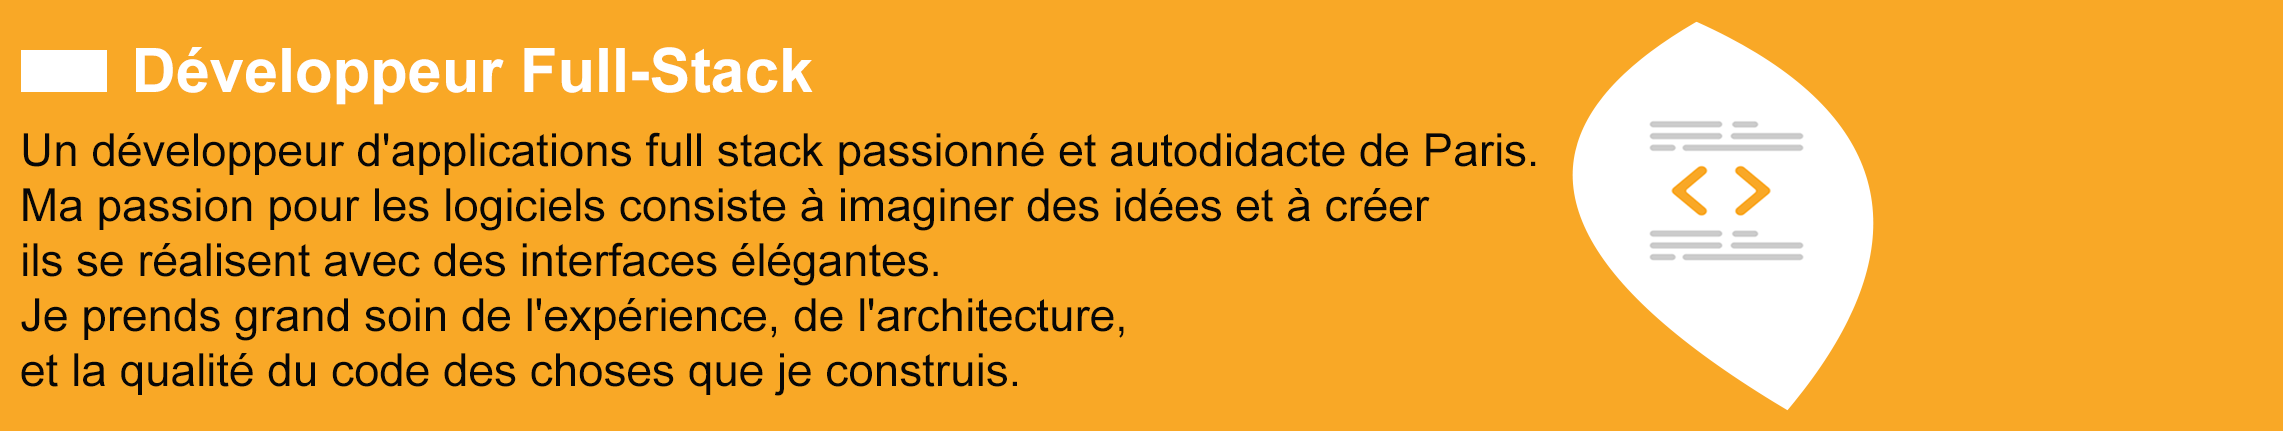 Développeur Full-Stack
Un développeur d'applications full stack passionné et autodidacte de Paris.
Ma passion pour les logiciels consiste à imaginer des idées et à créer
ils se réalisent avec des interfaces élégantes.
Je prends grand soin de l'expérience, de l'architecture,
et la qualité du code des choses que je construis.